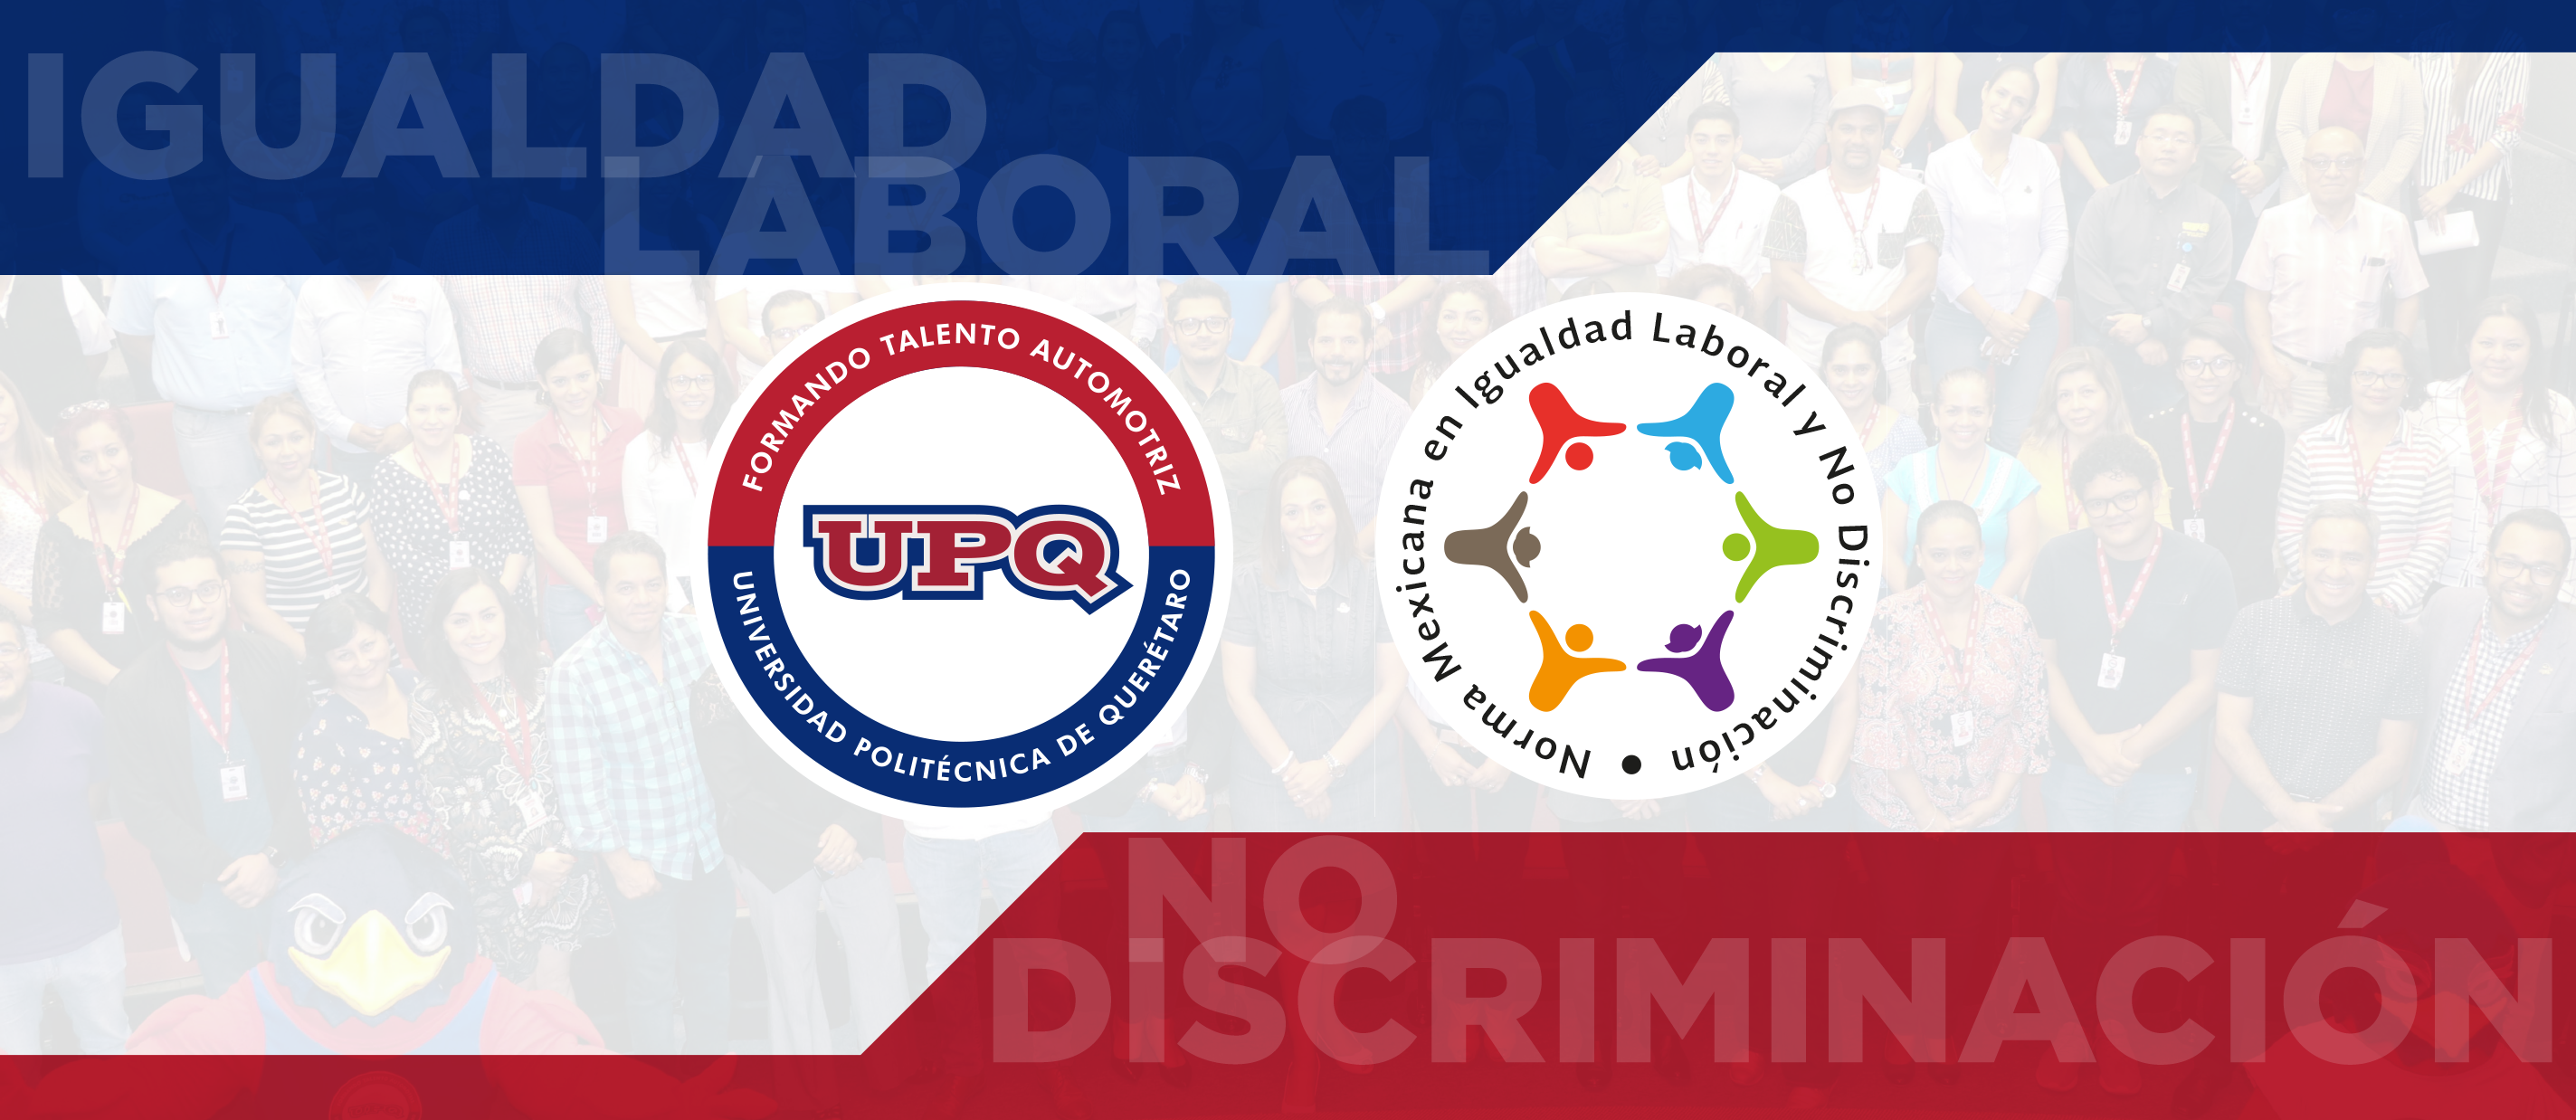 IGUALDAD
LABORAL
FORMANDO TALENTO AUTOMOTRIZ
UPQ
UNIVERSIDAD POLITÉCNICA DE QUERÉTARO
Norma Mexicana en Igualdad Laboral y No Discriminación •
NO
DISCRIMINACIÓN